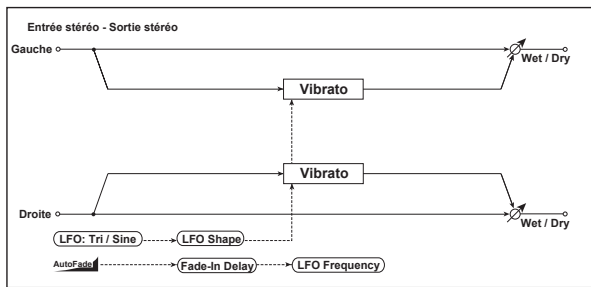 Entrée stéréo - Sortie stéréo
Gauche
Wet / Dry
Vibrato
Vibrato
Droite
Wet / Dry
LFO: Tri / Sine
LFO Shape
AutoFade
Fade-In Delay
LFO Frequency